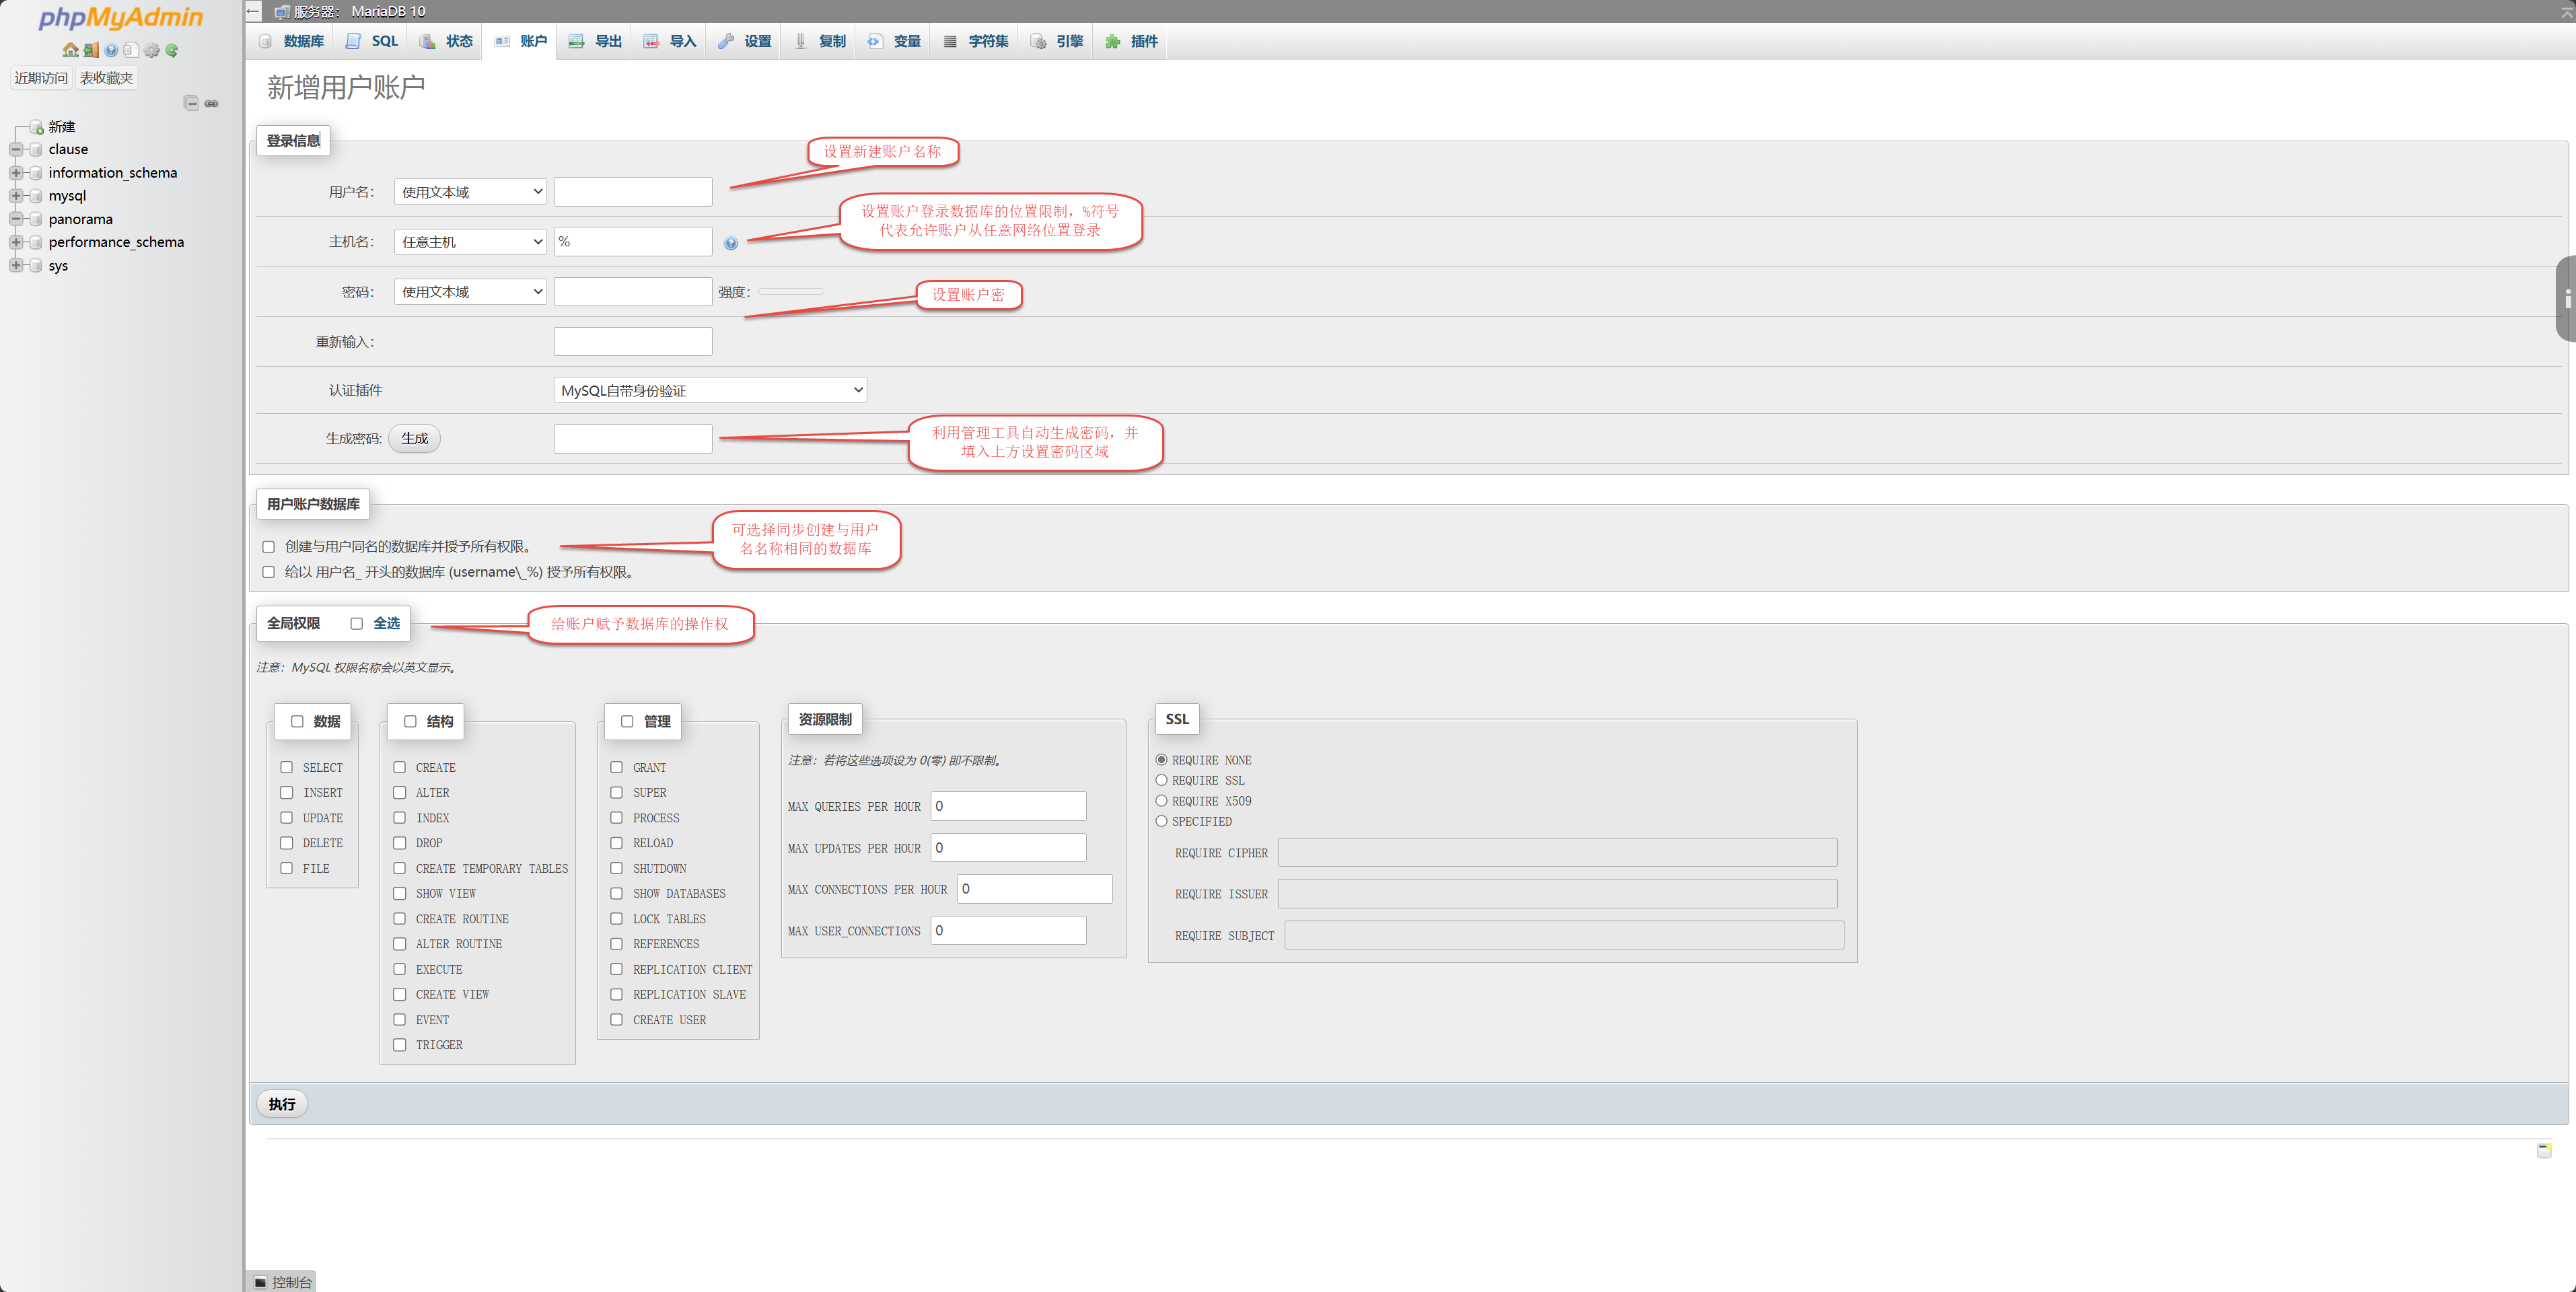 phpMyAdmin
近期访问 表收藏夹
新建
clause
information_schema
mysql
panorama
performance_schema
sys
服务器： MariaDB 10
数据库 SQL 状态 账户 导出 导入 设置 复制 变量 字符集 引擎 插件
新增用户账户
登录信息
设置新建账户名称
用户名： 使用文本域
设置账户登录数据库的位置限制，%符号
代表允许账户从任意网络位置登录
主机名： 任意主机 %
密码： 使用文本域 强度：
设置账户密
重新输入：
认证插件 MySQL自带身份验证
生成密码: 生成
利用管理工具自动生成密码，并
填入上方设置密码区域
用户账户数据库
可选择同步创建与用户
名名称相同的数据库
创建与用户同名的数据库并授予所有权限。
给以 用户名_ 开头的数据库 (username\_%) 授予所有权限。
全局权限 全选
给账户赋予数据库的操作权
注意：MySQL 权限名称会以英文显示。
数据
SELECT
INSERT
UPDATE
DELETE
FILE
结构
CREATE
ALTER
INDEX
DROP
CREATE TEMPORARY TABLES
SHOW VIEW
CREATE ROUTINE
ALTER ROUTINE
EXECUTE
CREATE VIEW
EVENT
TRIGGER
管理
GRANT
SUPER
PROCESS
RELOAD
SHUTDOWN
SHOW DATABASES
LOCK TABLES
REFERENCES
REPLICATION CLIENT
REPLICATION SLAVE
CREATE USER
资源限制
注意：若将这些选项设为 0(零) 即不限制。
MAX QUERIES PER HOUR 0
MAX UPDATES PER HOUR 0
MAX CONNECTIONS PER HOUR 0
MAX USER_CONNECTIONS 0
SSL
REQUIRE NONE
REQUIRE SSL
REQUIRE X509
SPECIFIED
REQUIRE CIPHER
REQUIRE ISSUER
REQUIRE SUBJECT
执行
控制台